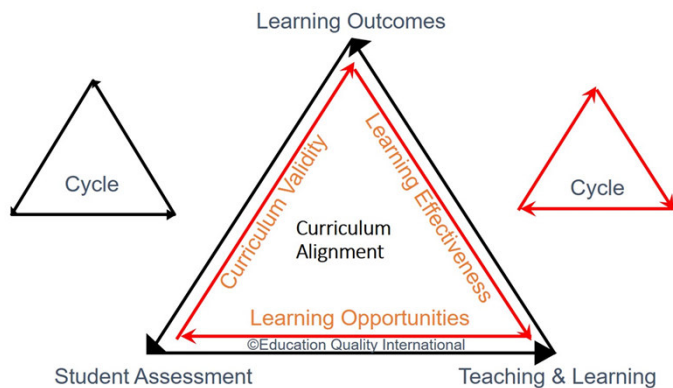 Learning Outcomes
Cycle
Curriculum Validity
Learning Effectiveness
Cycle
Curriculum
Alignment
Learning Opportunities
©Education Quality International
Student Assessment
Teaching & Learning